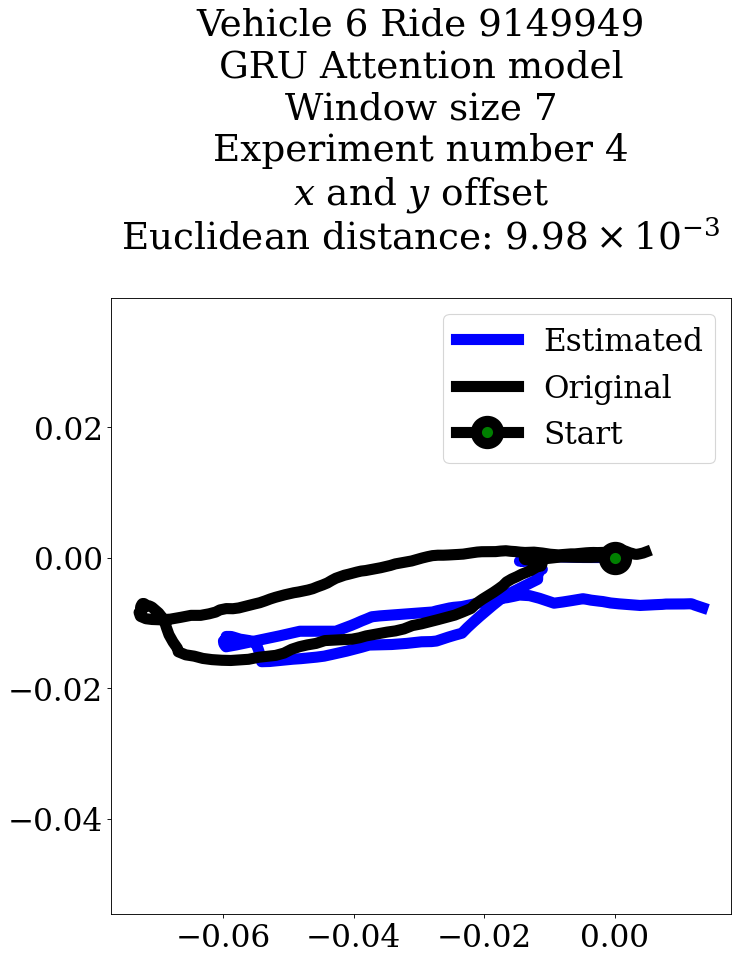 Vehicle 6 Ride 9149949
GRU Attention model
Window size 7
Experiment number 4
x and y offset
Euclidean distance: 9.98 × 10⁻³
Estimated
Original
Start
0.02
0.00
−0.02
−0.04
−0.06 −0.04 −0.02 0.00